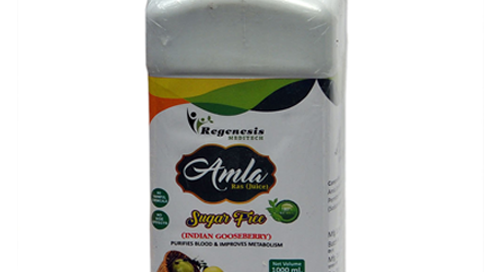 Regenesis
MEDITECH
Amla
Ras (Juice)
Sugar Free
(INDIAN GOOSEBERRY)
PURIFIES BLOOD & IMPROVES METABOLISM
Net Volume
1000 ml.